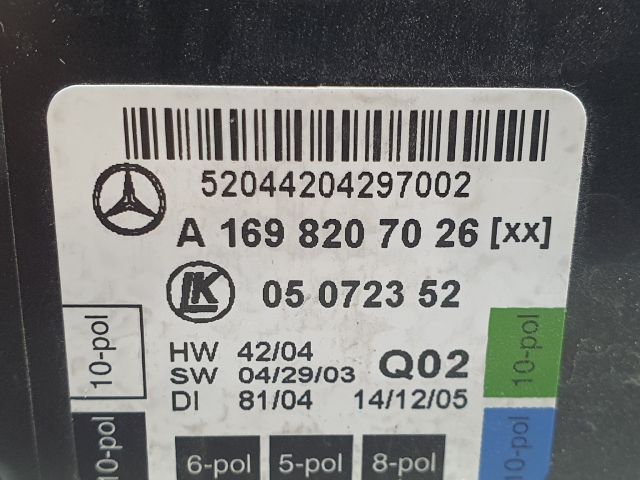 52044204297002
A 169 820 70 26 [xx]
LK 05 0723 52
HW 42/04
SW 04/29/03 Q02
DI 81/04 14/12/05
10-pol
10-pol
10-pol
10-pol
6-pol 5-pol 8-pol